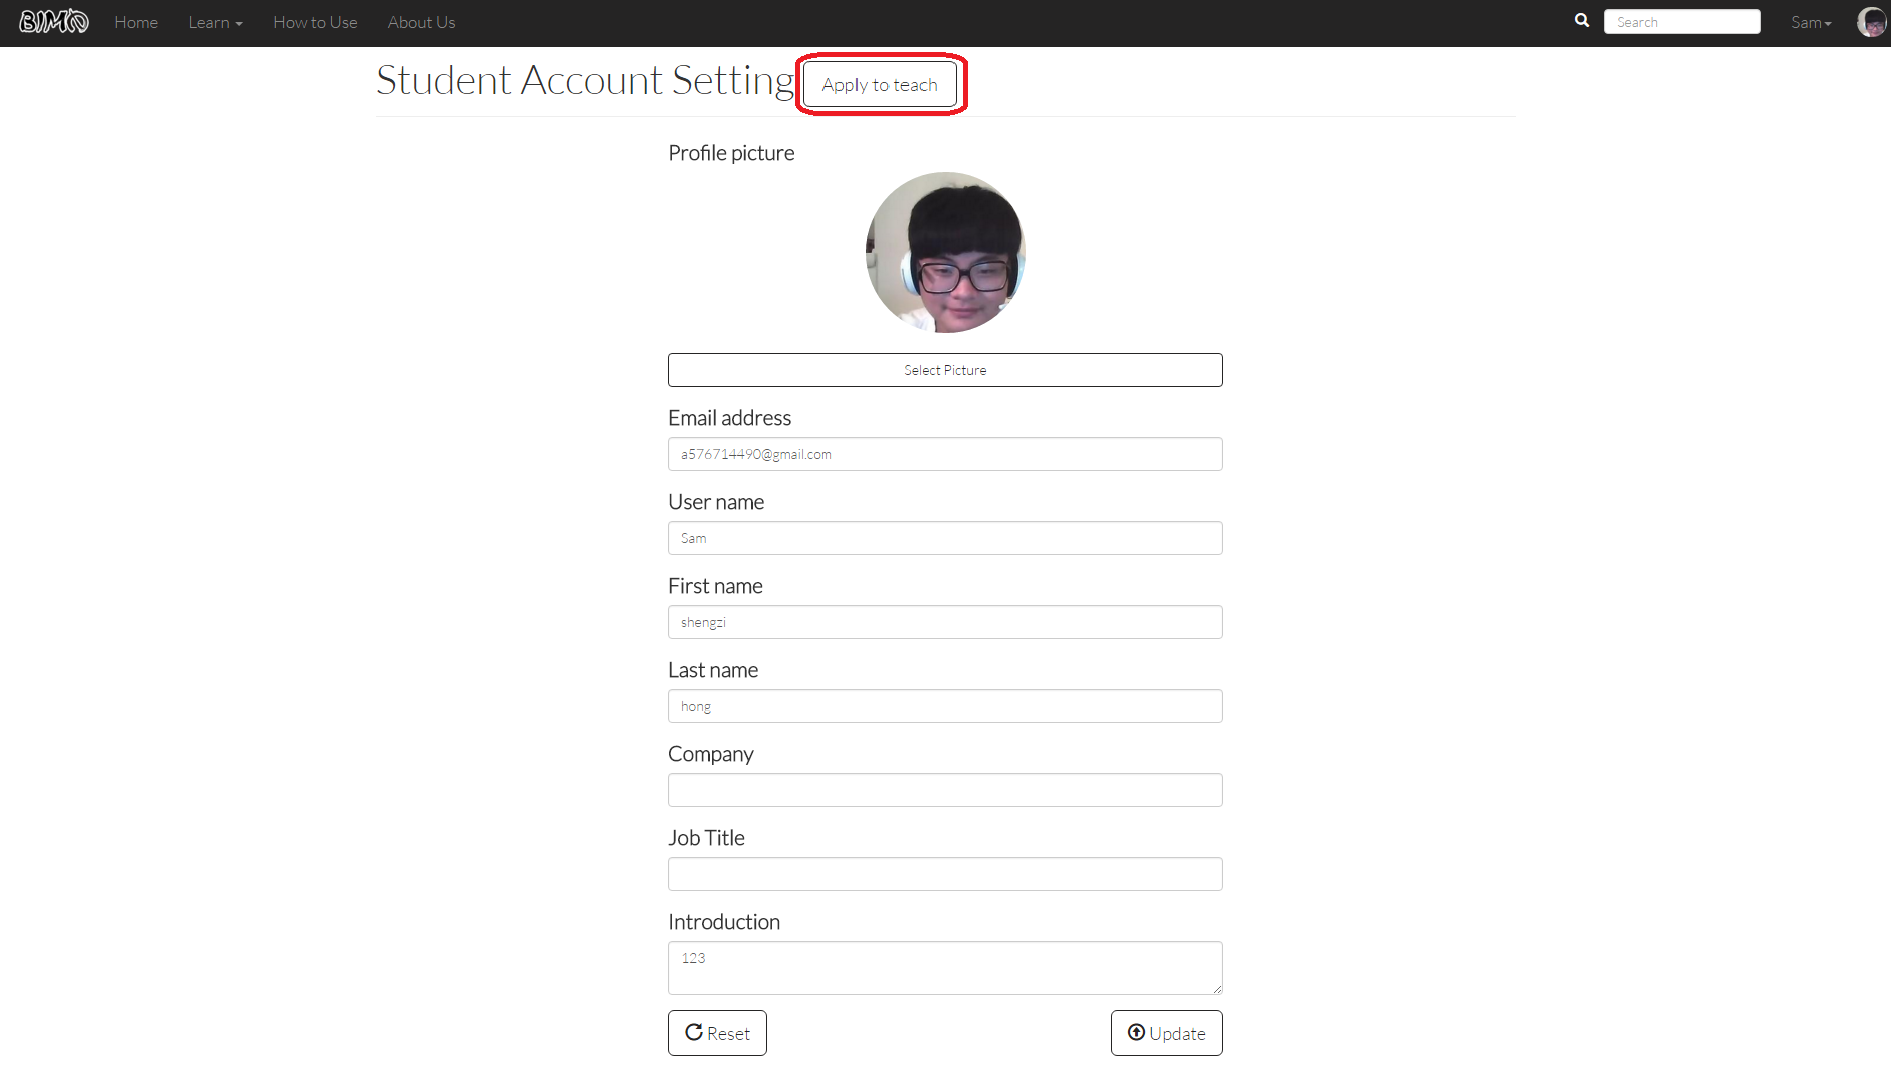 BIMO
Home
Learn
How to Use
About Us
Search
Sam
Student Account Setting
Apply to teach
Profile picture
Select Picture
Email address
a576714490@gmail.com
User name
Sam
First name
shengzi
Last name
hong
Company
Job Title
Introduction
123
Reset
Update